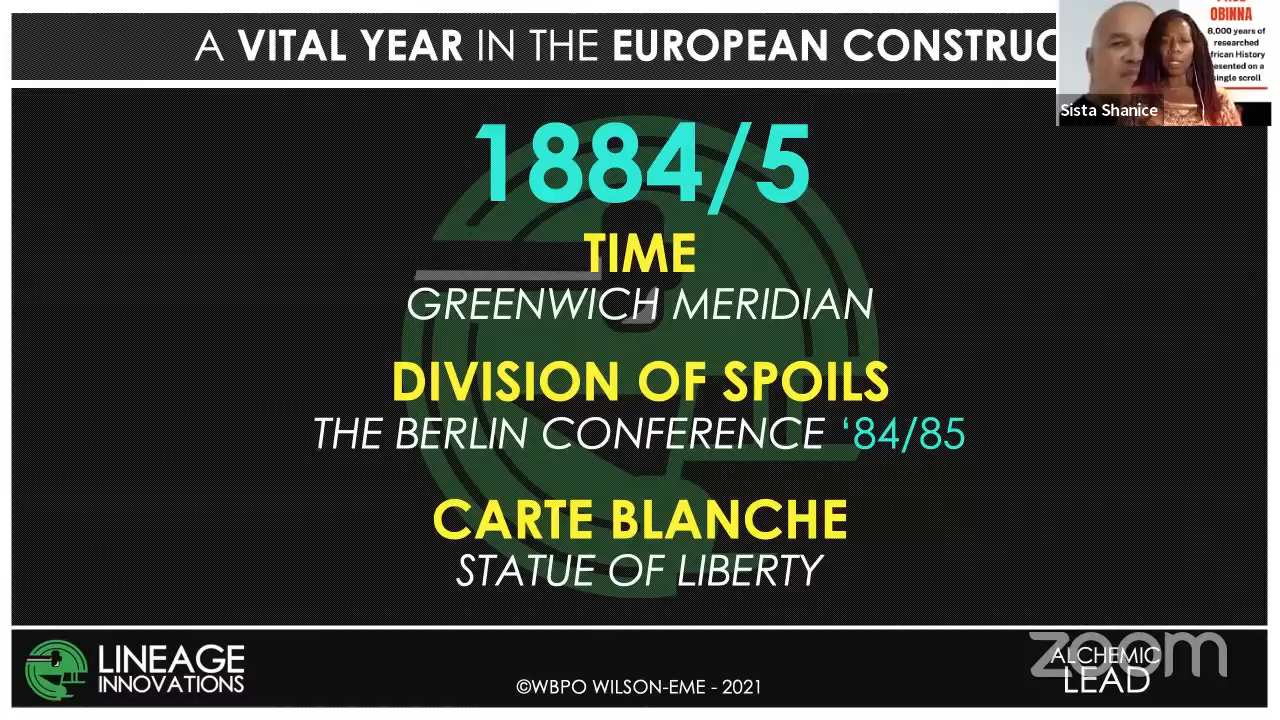 A VITAL YEAR IN THE EUROPEAN CONSTRUC
1884/5
TIME
GREENWICH MERIDIAN
DIVISION OF SPOILS
THE BERLIN CONFERENCE ‘84/85
CARTE BLANCHE
STATUE OF LIBERTY
OBINNA
8,000 years of
researched
African History
presented on a
single scroll
Sista Shanice
LINEAGE
INNOVATIONS
©WBPO WILSON-EME - 2021
zoom
ALCHEMIC
LEAD